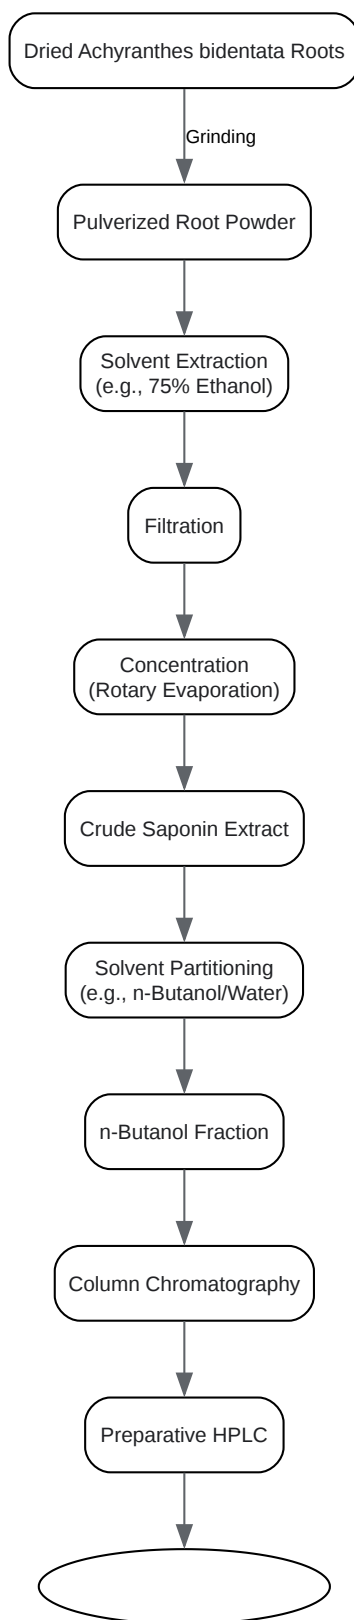 Dried Achyranthes bidentata Roots
Grinding
Pulverized Root Powder
Solvent Extraction
(e.g., 75% Ethanol)
Filtration
Concentration
(Rotary Evaporation)
Crude Saponin Extract
Solvent Partitioning
(e.g., n-Butanol/Water)
n-Butanol Fraction
Column Chromatography
Preparative HPLC